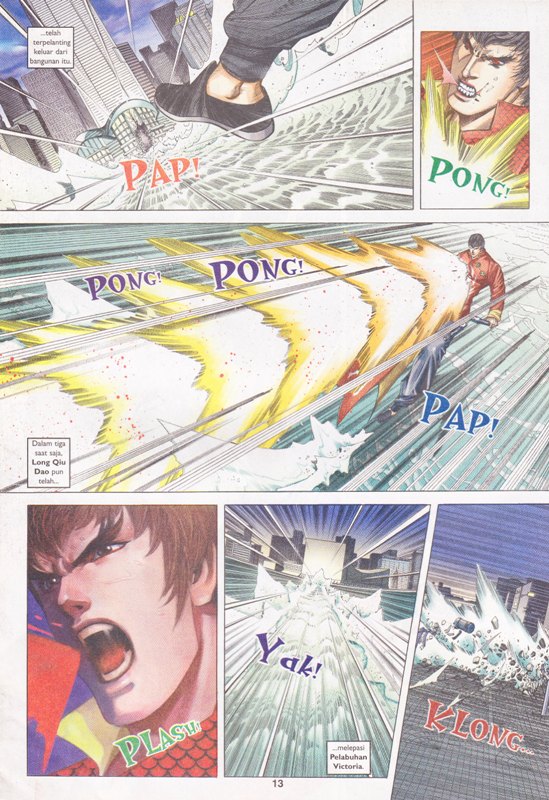 ...telah
terpelanting
keluar dari
bangunan itu.
PAP!
PONG!
PONG!
PONG!
PAP!
Dalam tiga
saat saja,
Long Qiu
Dao pun
telah...
PLASH!
Yak!
...melepasi
Pelabuhan
Victoria.
KLONG...
13